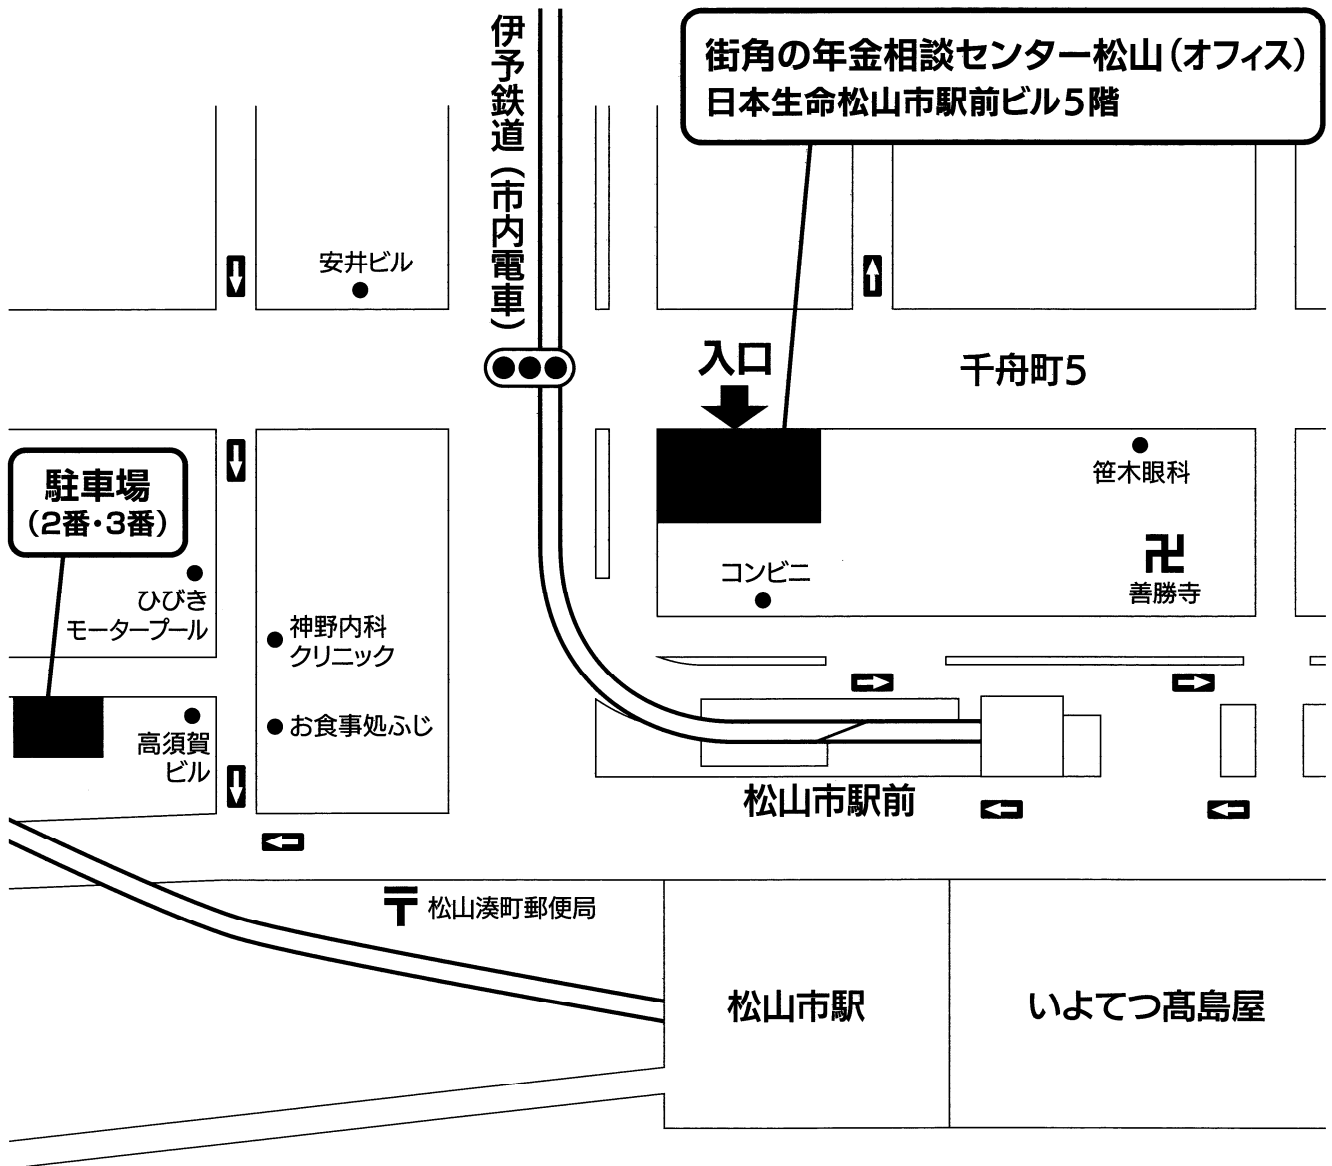 街角の年金相談センター松山（オフィス）
日本生命松山市駅前ビル5階
伊予鉄道（市内電車）
安井ビル
入口
千舟町5
駐車場
（2番・3番）
笹木眼科
卍
善勝寺
コンビニ
ひびき
モータープール
神野内科
クリニック
お食事処ふじ
高須賀
ビル
松山市駅前
〒 松山湊町郵便局
松山市駅
いよてつ髙島屋